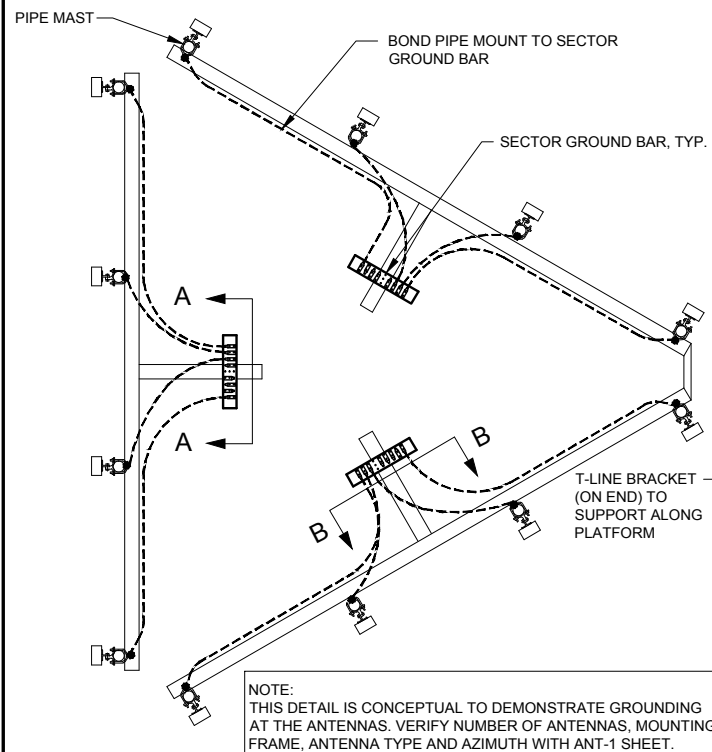 PIPE MAST
BOND PIPE MOUNT TO SECTOR
GROUND BAR
SECTOR GROUND BAR, TYP.
A
A
B
B
T-LINE BRACKET
(ON END) TO
SUPPORT ALONG
PLATFORM
NOTE:
THIS DETAIL IS CONCEPTUAL TO DEMONSTRATE GROUNDING
AT THE ANTENNAS. VERIFY NUMBER OF ANTENNAS, MOUNTING
FRAME, ANTENNA TYPE AND AZIMUTH WITH ANT-1 SHEET.